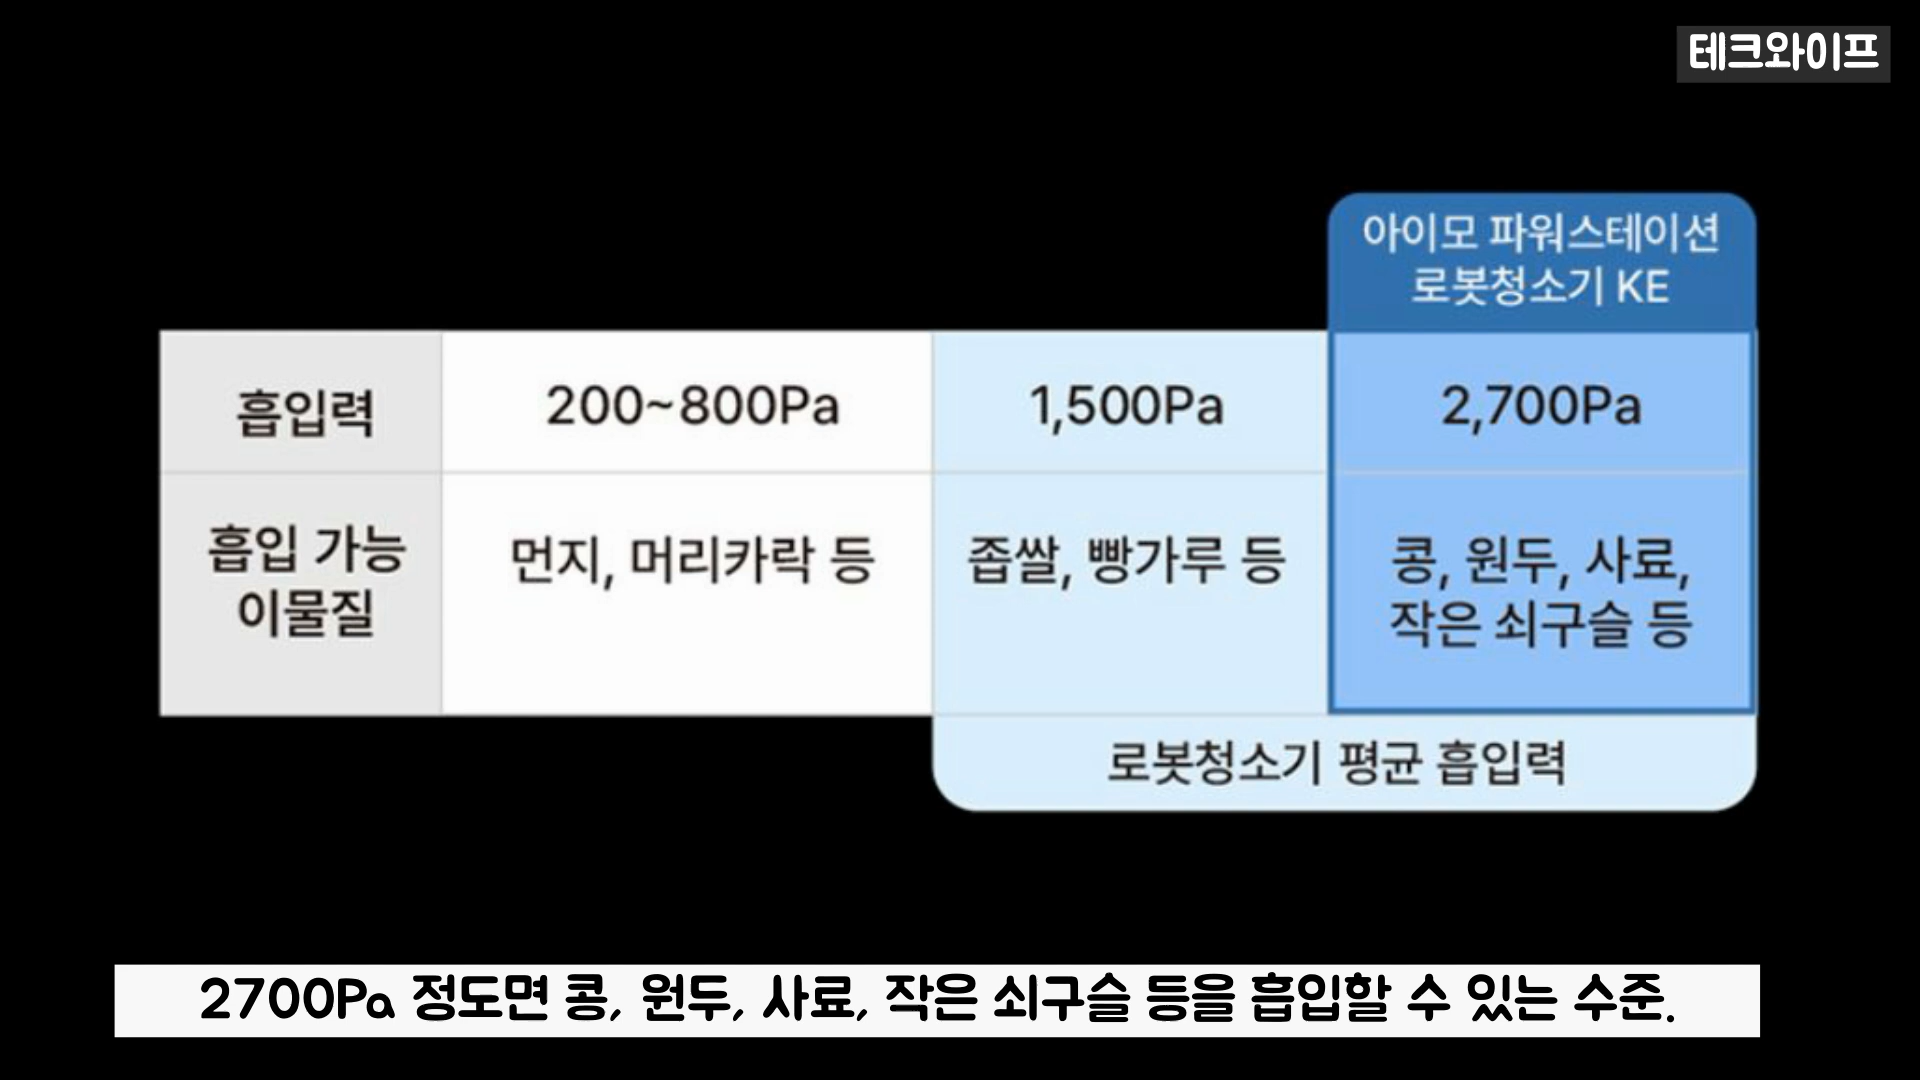 테크와이프
아이모 파워스테이션
로봇청소기 KE
흡입력
200~800Pa
1,500Pa
2,700Pa
흡입 가능
이물질
먼지, 머리카락 등
좁쌀, 빵가루 등
콩, 원두, 사료,
작은 쇠구슬 등
로봇청소기 평균 흡입력
2700Pa 정도면 콩, 원두, 사료, 작은 쇠구슬 등을 흡입할 수 있는 수준.